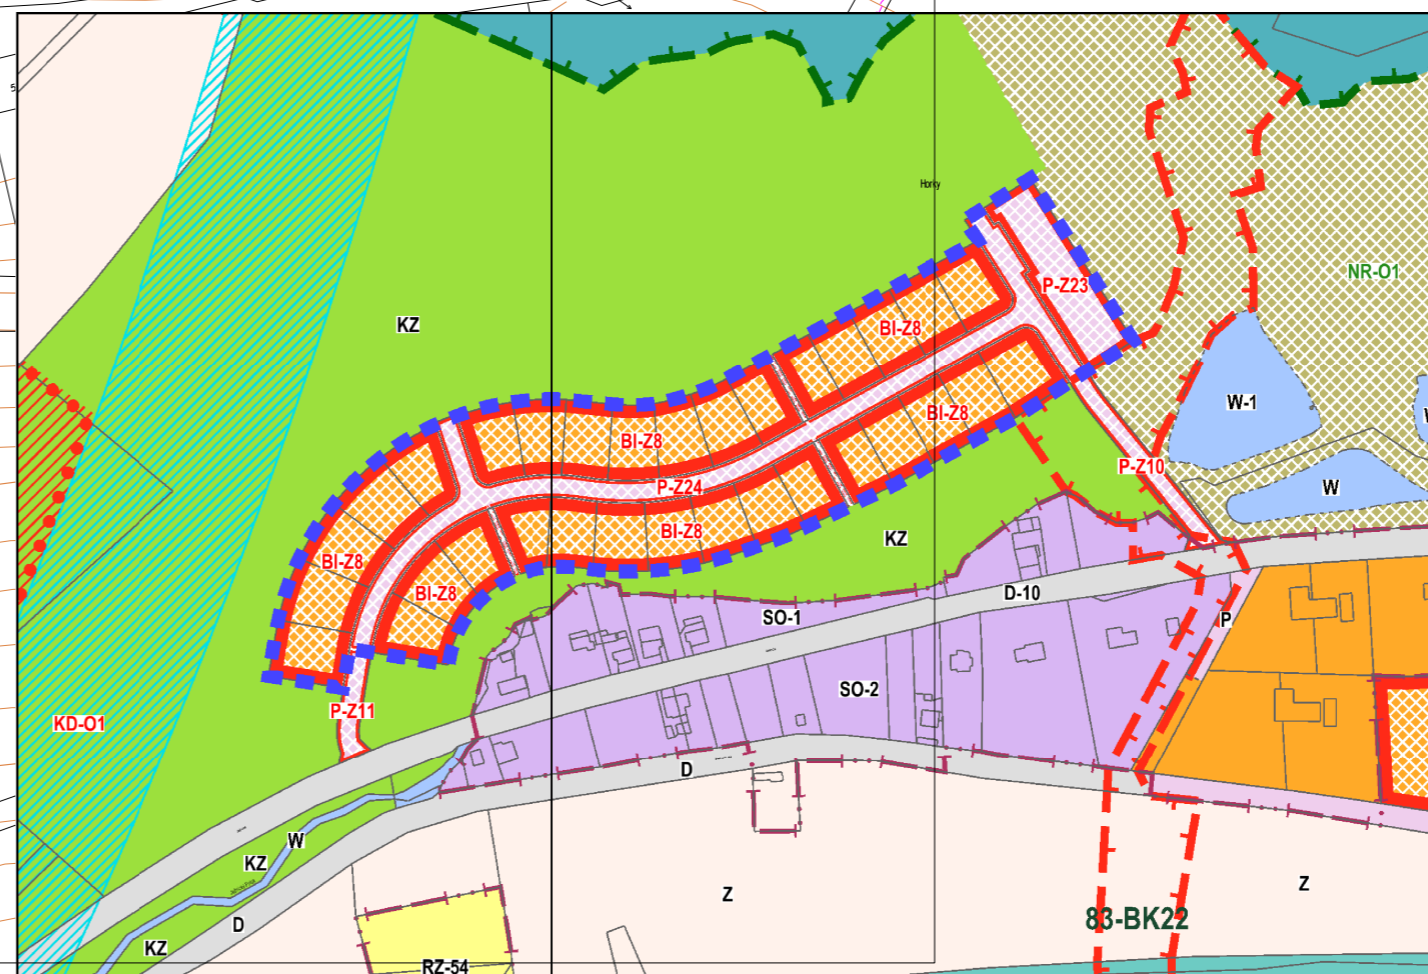 Horky
NR-O1
P-Z23
KZ
BI-Z8
W-1
BI-Z8
BI-Z8
P-Z10
P-Z24
W
BI-Z8
KZ
BI-Z8
BI-Z8
D-10
SO-1
P
SO-2
P-Z11
KD-O1
D
W
KZ
Z
Z
83-BK22
D
KZ
RZ-54